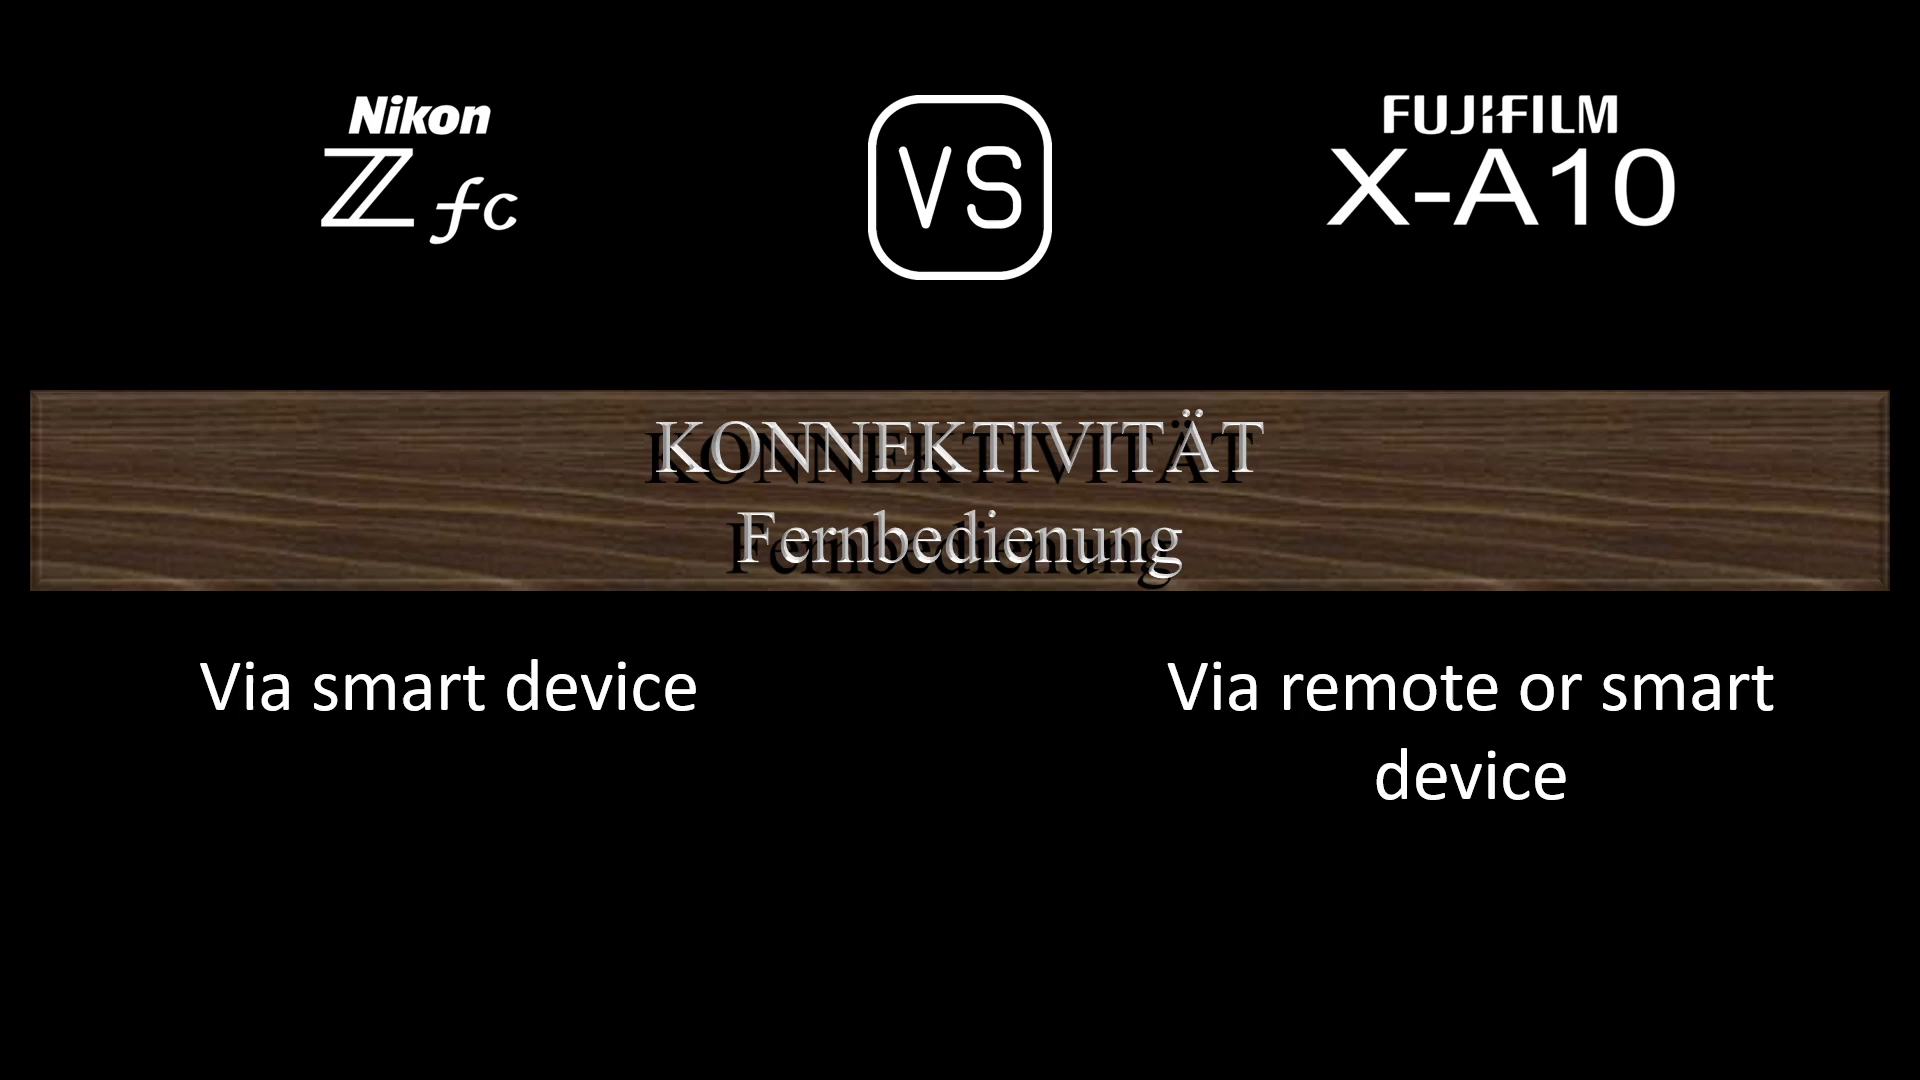 Nikon
Z fc
VS
FUJIFILM
X-A10
KONNEKTIVITÄT
Fernbedienung
Via smart device
Via remote or smart
device